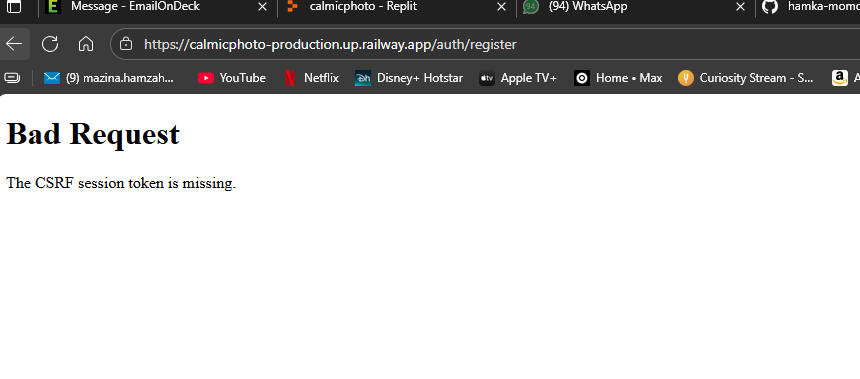 Message - EmailOnDeck
calmicphoto - Replit
94
(94) WhatsApp
hamka-momo
https://calmicphoto-production.up.railway.app/auth/register
(9) mazina.hamzah...
YouTube
Netflix
Disney+ Hotstar
Apple TV+
Home • Max
Curiosity Stream - S...
Bad Request
The CSRF session token is missing.